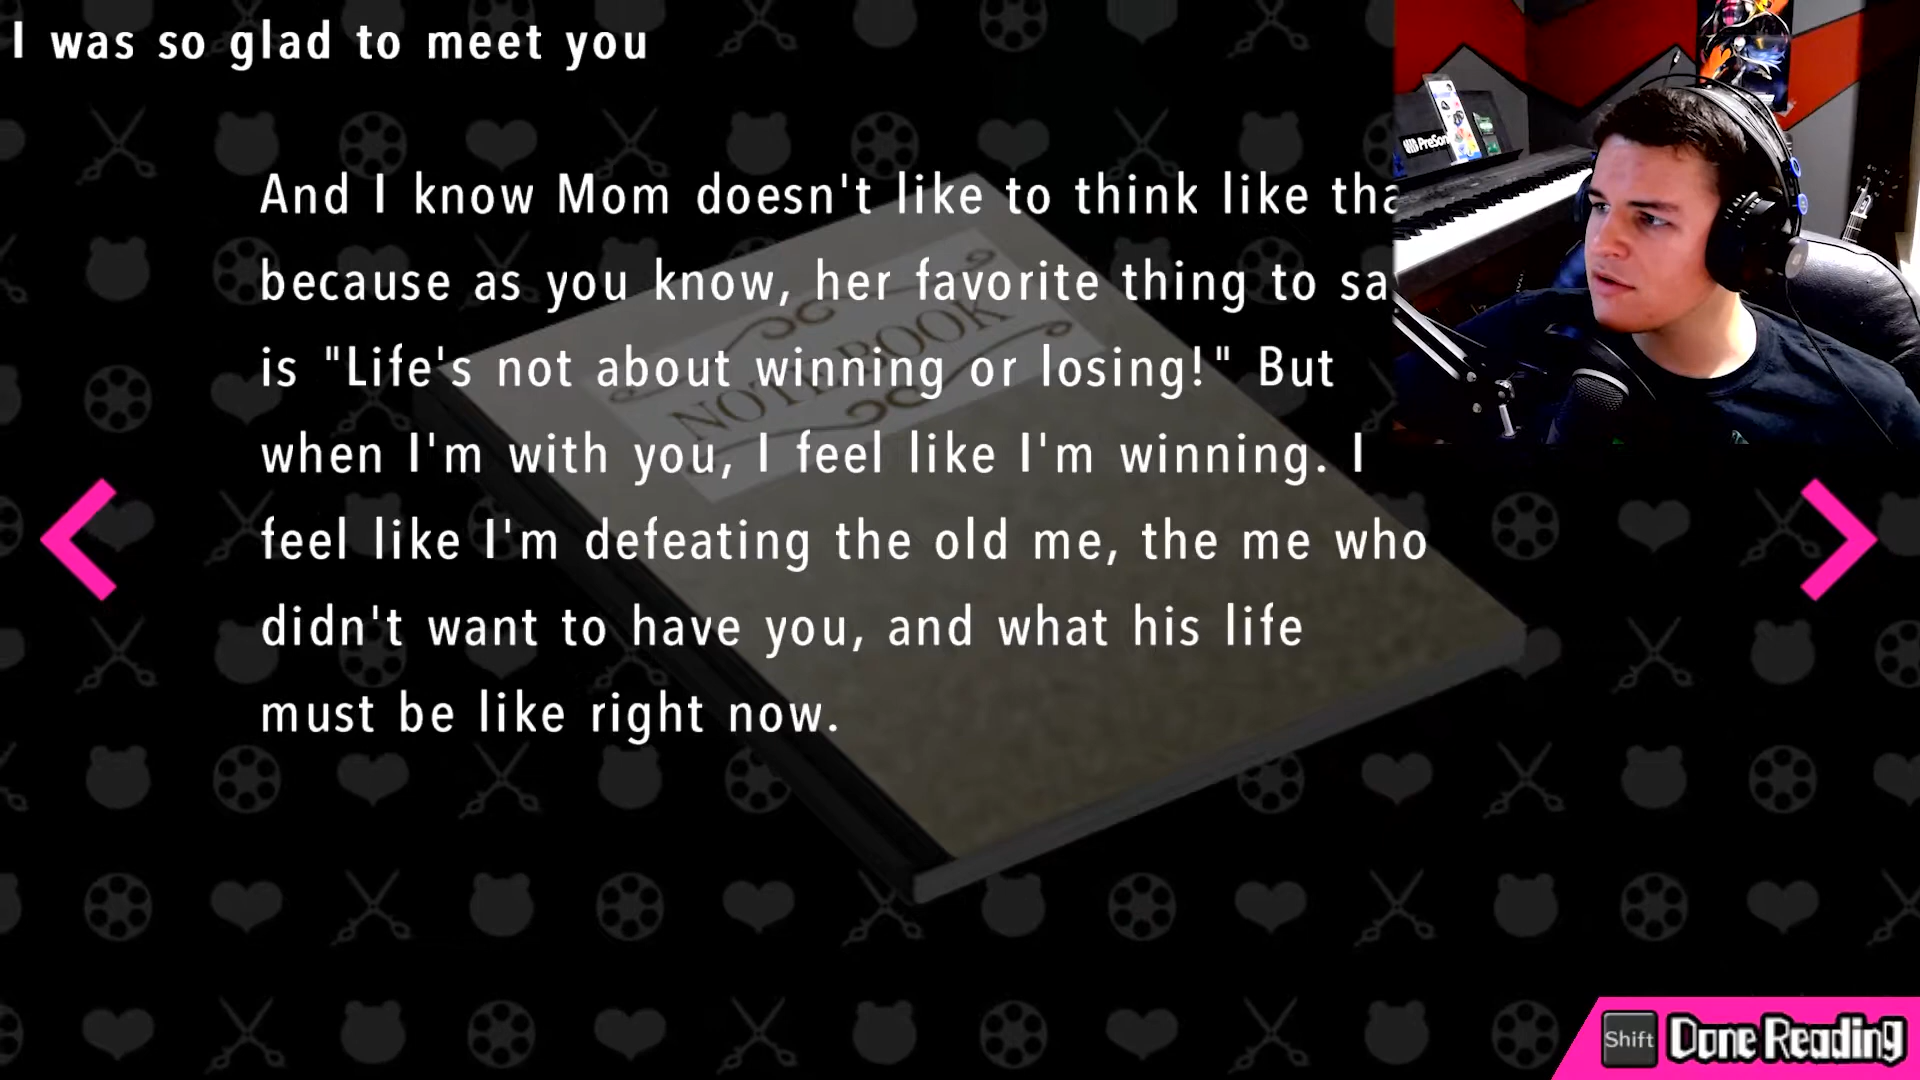 I was so glad to meet you
And I know Mom doesn't like to think like
because as you know, her favorite thing to
is "Life's not about winning or losing!" But
when I'm with you, I feel like I'm winning. I
feel like I'm defeating the old me, the me who
didn't want to have you, and what his life
must be like right now.
NOTEBOOK
Shift Done Reading